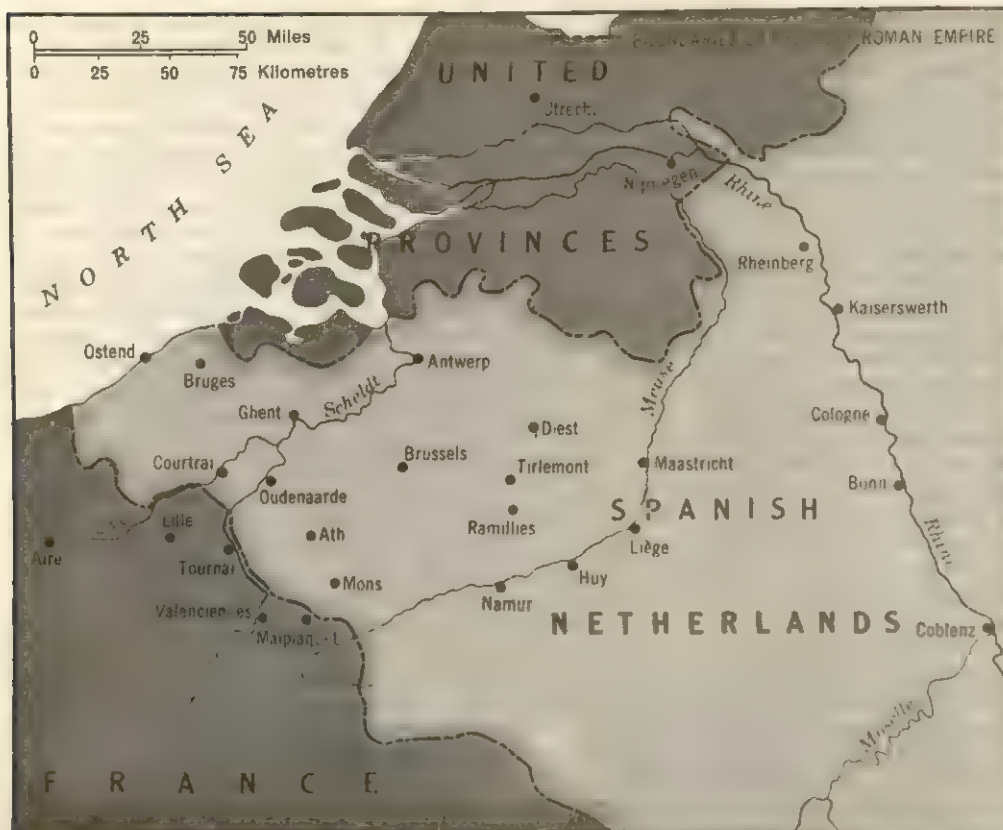 0 25 50 Miles
0 25 50 75 Kilometres
ROMAN EMPIRE
UNITED
NORTH SEA
Rhine
PROVINCES
Rheinberg
Kaiserswerth
Ostend
Bruges
Antwerp
Meuse
Scheldt
Ghent
Diest
Cologne
Courtrai
Brussels
Tirlemont
Maastricht
Bonn
Oudenaarde
SPANISH
Ramillies
Lille
Ath
Liège
Rhine
Aire
Tournai
Huy
Mons
Namur
NETHERLANDS
Coblenz
Moselle
FRANCE